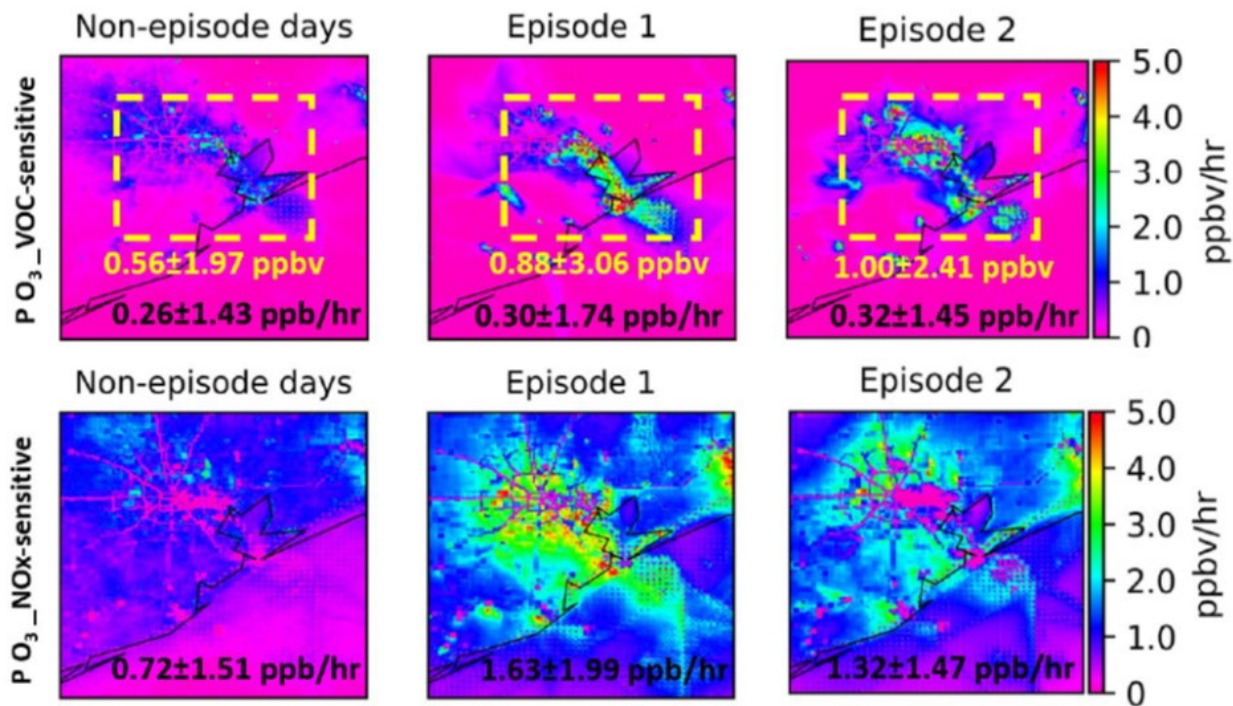 Non-episode days
Episode 1
Episode 2
P O3_VOC-sensitive
0.56±1.97 ppbv
0.26±1.43 ppb/hr
0.88±3.06 ppbv
0.30±1.74 ppb/hr
1.00±2.41 ppbv
0.32±1.45 ppb/hr
5.0
4.0
3.0
2.0
1.0
0
ppbv/hr
Non-episode days
Episode 1
Episode 2
P O3_NOx-sensitive
0.72±1.51 ppb/hr
1.63±1.99 ppb/hr
1.32±1.47 ppb/hr
5.0
4.0
3.0
2.0
1.0
0
ppbv/hr